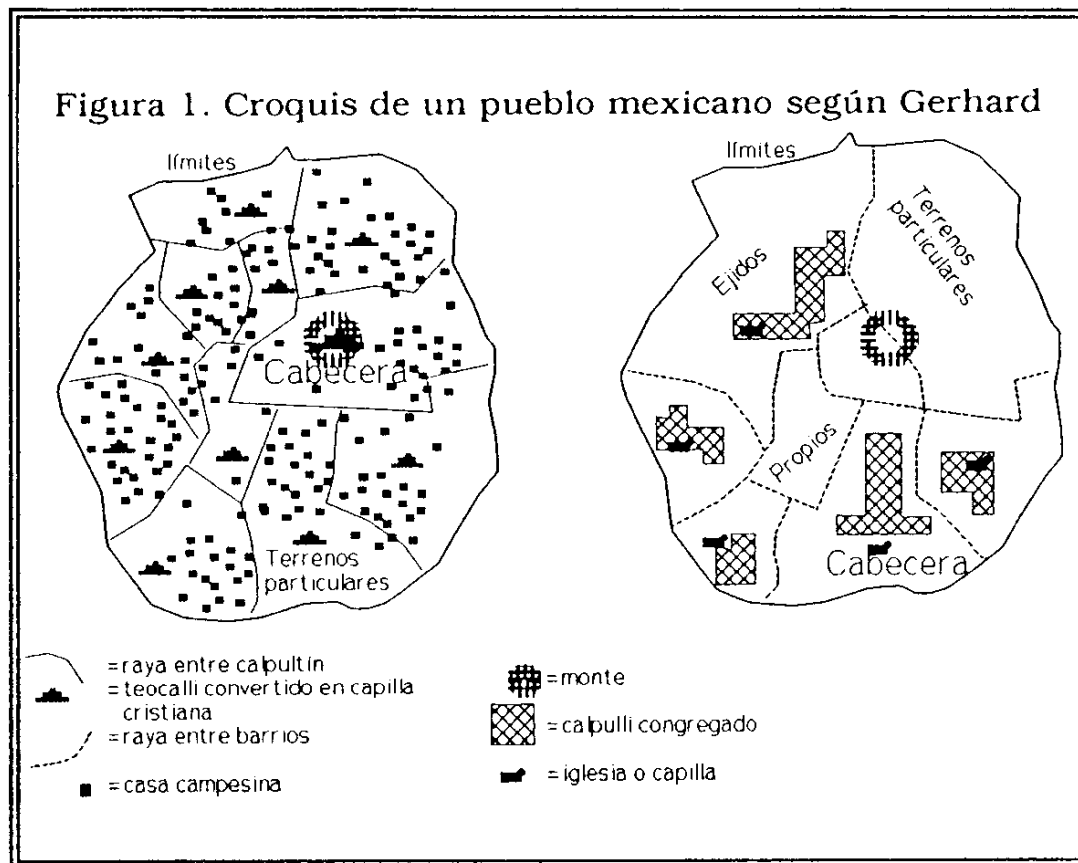 Figura 1. Croquis de un pueblo mexicano según Gerhard
límites
Cabecera
Terrenos
particulares
límites
Terrenos
particulares
Ejidos
Propios
Cabecera
=raya entre calpultín
=teocalli convertido en capilla
cristiana
=raya entre barrios
=casa campesina
=monte
=calpulli congregado
=iglesia o capilla